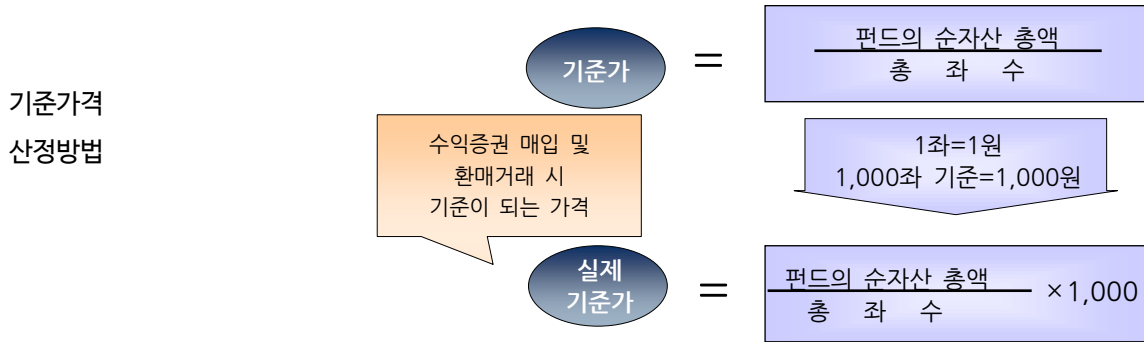 기준가격
산정방법
기준가
=
펀드의 순자산 총액
총 좌 수
수익증권 매입 및
환매거래 시
기준이 되는 가격
1좌=1원
1,000좌 기준=1,000원
실제
기준가
=
펀드의 순자산 총액
총 좌 수
×1,000